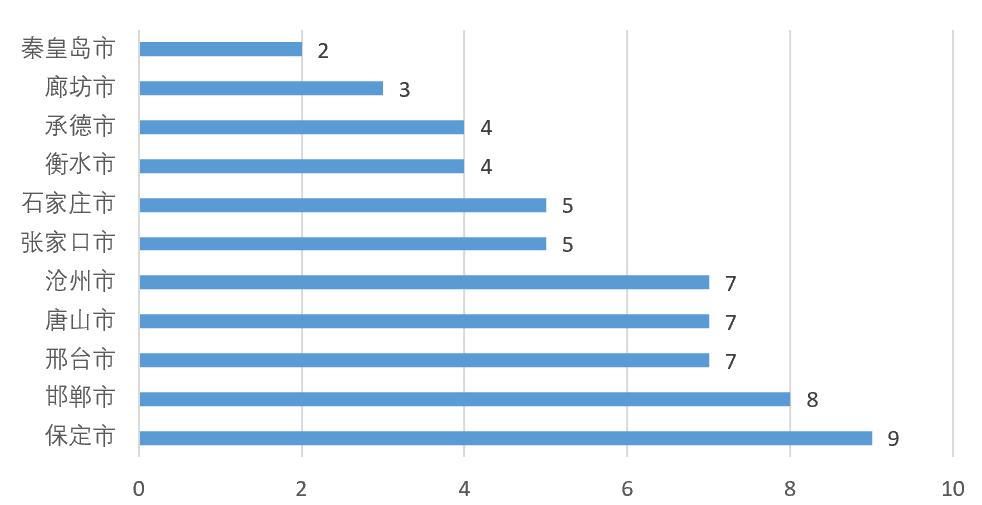 秦皇岛市 2
廊坊市 3
承德市 4
衡水市 4
石家庄市 5
张家口市 5
沧州市 7
唐山市 7
邢台市 7
邯郸市 8
保定市 9
0 2 4 6 8 10